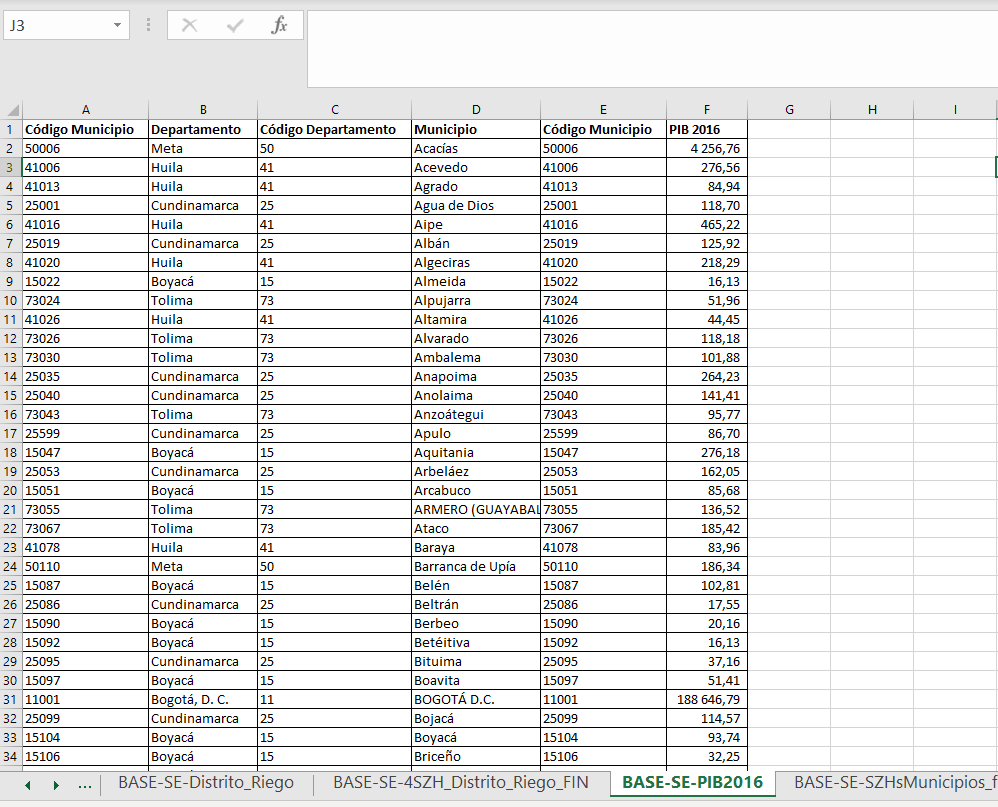 J3 fx
A B C D E F G H I
1 Código Municipio Departamento Código Departamento Municipio Código Municipio PIB 2016
2 50006 Meta 50 Acacías 50006 4 256,76
3 41006 Huila 41 Acevedo 41006 276,56
4 41013 Huila 41 Agrado 41013 84,94
5 25001 Cundinamarca 25 Agua de Dios 25001 118,70
6 41016 Huila 41 Aipe 41016 465,22
7 25019 Cundinamarca 25 Albán 25019 125,92
8 41020 Huila 41 Algeciras 41020 218,29
9 15022 Boyacá 15 Almeida 15022 16,13
10 73024 Tolima 73 Alpujarra 73024 51,96
11 41026 Huila 41 Altamira 41026 44,45
12 73026 Tolima 73 Alvarado 73026 118,18
13 73030 Tolima 73 Ambalema 73030 101,88
14 25035 Cundinamarca 25 Anapoima 25035 264,23
15 25040 Cundinamarca 25 Anolaima 25040 141,41
16 73043 Tolima 73 Anzoátegui 73043 95,77
17 25599 Cundinamarca 25 Apulo 25599 86,70
18 15047 Boyacá 15 Aquitania 15047 276,18
19 25053 Cundinamarca 25 Arbeláez 25053 162,05
20 15051 Boyacá 15 Arcabuco 15051 85,68
21 73055 Tolima 73 ARMERO (GUAYABAL 73055 136,52
22 73067 Tolima 73 Ataco 73067 185,42
23 41078 Huila 41 Baraya 41078 83,96
24 50110 Meta 50 Barranca de Upía 50110 186,34
25 15087 Boyacá 15 Belén 15087 102,81
26 25086 Cundinamarca 25 Beltrán 25086 17,55
27 15090 Boyacá 15 Berbeo 15090 20,16
28 15092 Boyacá 15 Betéitiva 15092 16,13
29 25095 Cundinamarca 25 Bituima 25095 37,16
30 15097 Boyacá 15 Boavita 15097 51,41
31 11001 Bogotá, D. C. 11 BOGOTÁ D.C. 11001 188 646,79
32 25099 Cundinamarca 25 Bojacá 25099 114,57
33 15104 Boyacá 15 Boyacá 15104 93,74
34 15106 Boyacá 15 Briceño 15106 32,25
... BASE-SE-Distrito_Riego BASE-SE-4SZH_Distrito_Riego_FIN BASE-SE-PIB2016 BASE-SE-SZHsMunicipios_f